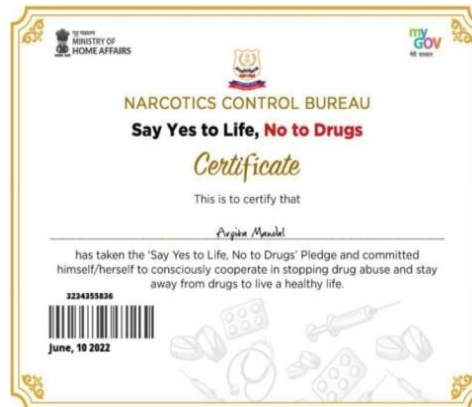 गृह मंत्रालय
MINISTRY OF
HOME AFFAIRS
my
GOV
मेरी सरकार
NARCOTICS CONTROL BUREAU
Say Yes to Life, No to Drugs
Certificate
This is to certify that
Arpita Mandal
has taken the 'Say Yes to Life, No to Drugs' Pledge and committed
himself/herself to consciously cooperate in stopping drug abuse and stay
away from drugs to live a healthy life.
3234355836
June, 10 2022